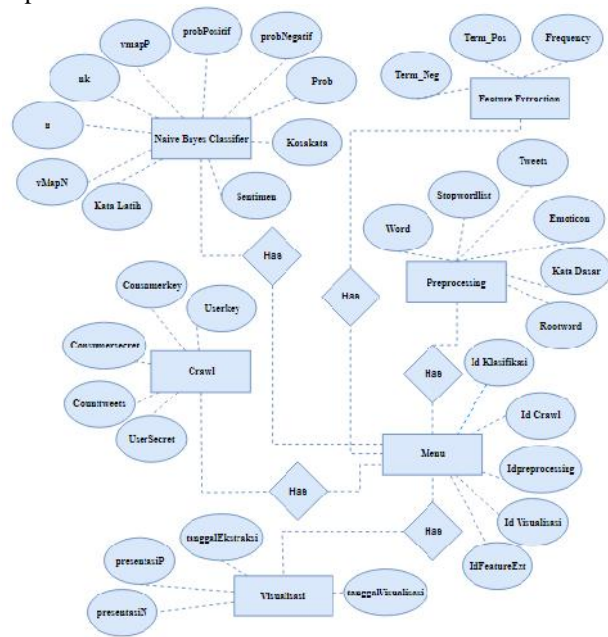 probPositif
probNegatif
vmapP
nk
Prob
n
Naive Bayes Classifier
Kosakata
vMapN
Kata Latih
Sentimen
Term_Pos
Frequency
Term_Neg
Feature Extraction
Tweets
Stopwordlist
Word
Emoticon
Preprocessing
Kata Dasar
Rootword
Has
Has
Has
Consumerkey
Userkey
Consumersecret
Crawl
Counttweets
UserSecret
Id Klasifikasi
Id Crawl
Menu
Idpreprocessing
Id Visualisasi
IdFeatureExt
Has
Has
tanggalEkstraksi
presentasiP
Visualisasi
tanggalVisualisasi
presentasiN